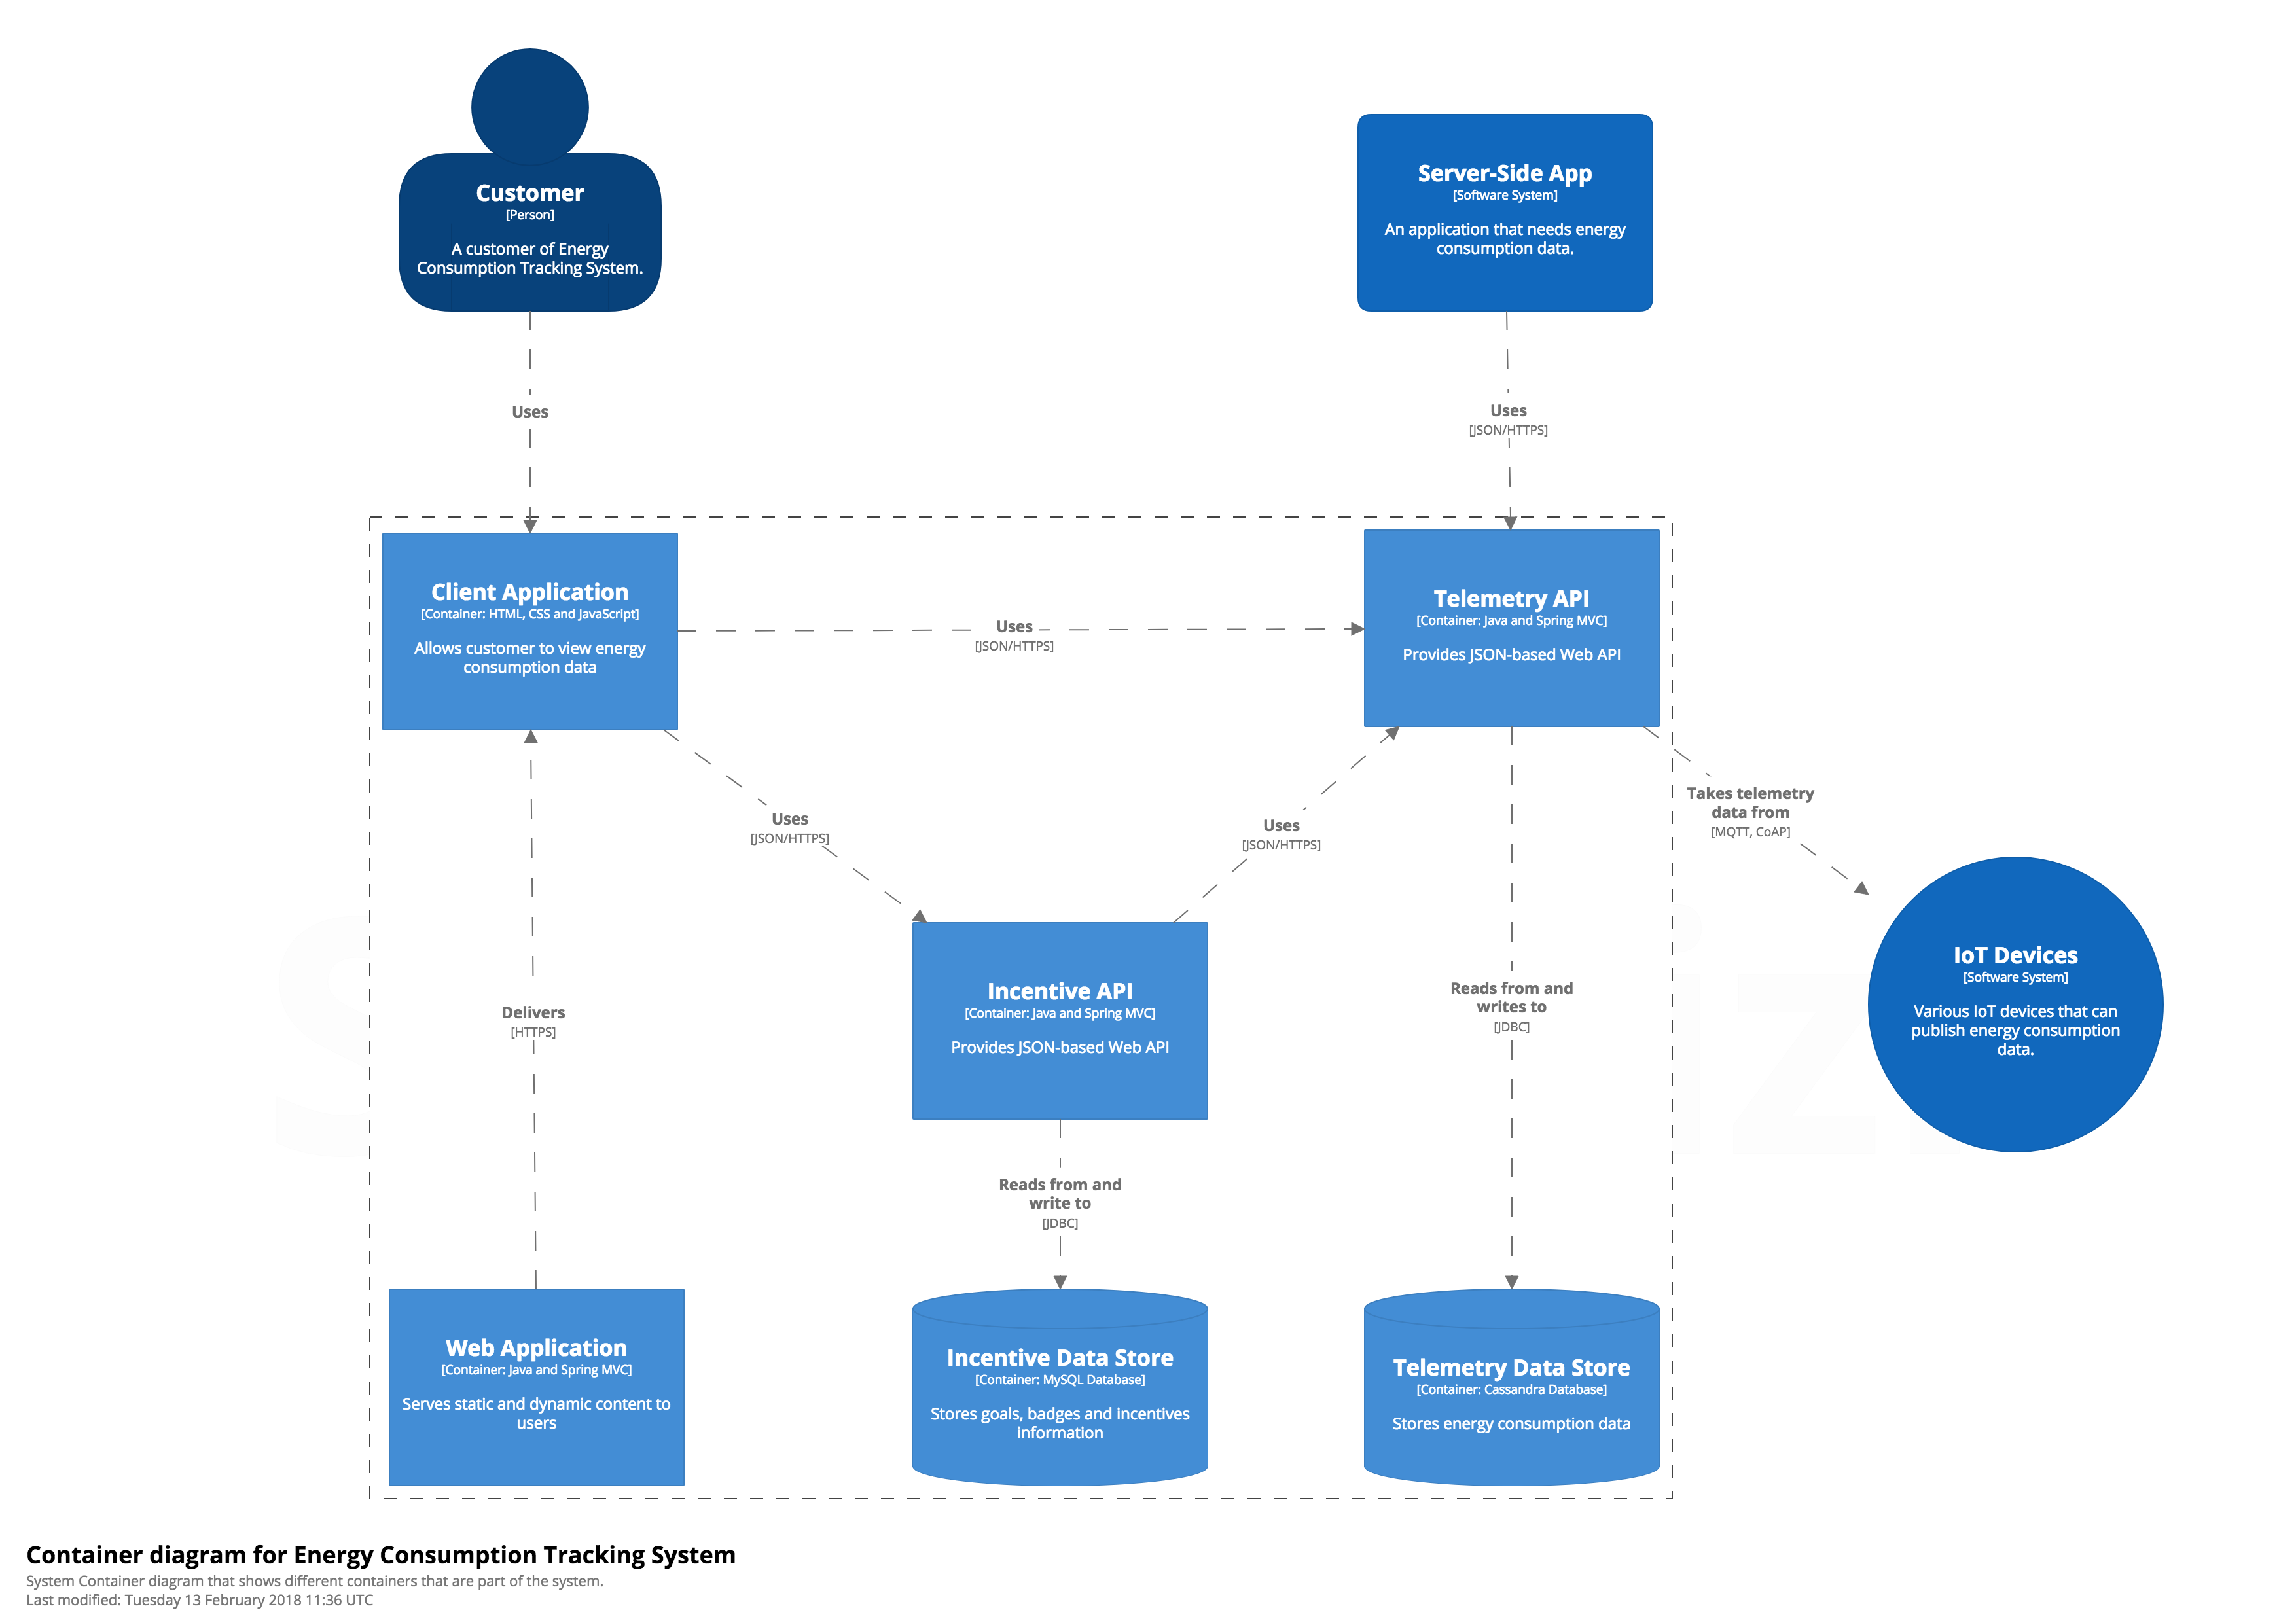 Customer
[Person]
A customer of Energy
Consumption Tracking System.
Server-Side App
[Software System]
An application that needs energy
consumption data.
Uses
Uses
[JSON/HTTPS]
Client Application
[Container: HTML, CSS and JavaScript]
Allows customer to view energy
consumption data
Uses
[JSON/HTTPS]
Telemetry API
[Container: Java and Spring MVC]
Provides JSON-based Web API
Uses
[JSON/HTTPS]
Uses
[JSON/HTTPS]
Takes telemetry
data from
[MQTT, CoAP]
Delivers
[HTTPS]
Incentive API
[Container: Java and Spring MVC]
Provides JSON-based Web API
Reads from and
writes to
[JDBC]
IoT Devices
[Software System]
Various IoT devices that can
publish energy consumption
data.
Reads from and
write to
[JDBC]
Web Application
[Container: Java and Spring MVC]
Serves static and dynamic content to
users
Incentive Data Store
[Container: MySQL Database]
Stores goals, badges and incentives
information
Telemetry Data Store
[Container: Cassandra Database]
Stores energy consumption data
Container diagram for Energy Consumption Tracking System
System Container diagram that shows different containers that are part of the system.
Last modified: Tuesday 13 February 2018 11:36 UTC